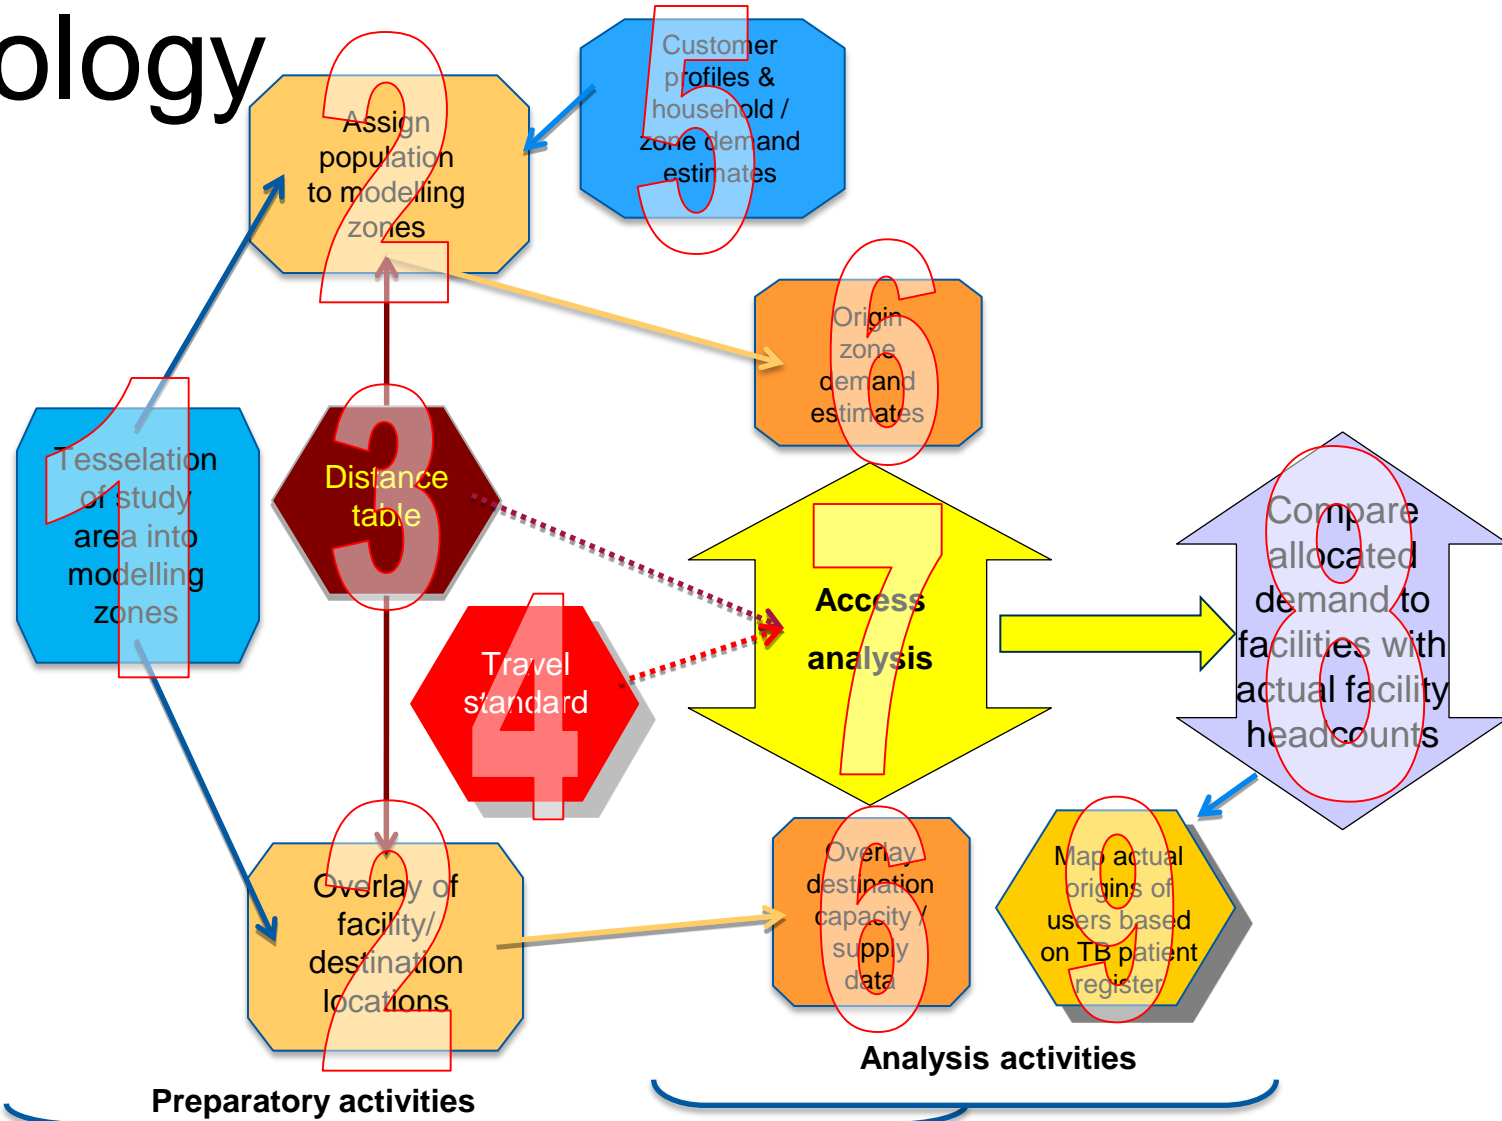 ology
2
Assign
population
to modelling
zones
5
Customer
profiles &
household /
zone demand
estimates
6
Origin
zone
demand
estimates
1
Tesselation
of study
area into
modelling
zones
3
Distance
table
4
Travel
standard
7
Access
analysis
8
Compare
allocated
demand to
facilities with
actual facility
headcounts
2
Overlay of
facility/
destination
locations
6
Overlay
destination
capacity /
supply
data
9
Map actual
origins of
users based
on TB patient
register
Analysis activities
Preparatory activities